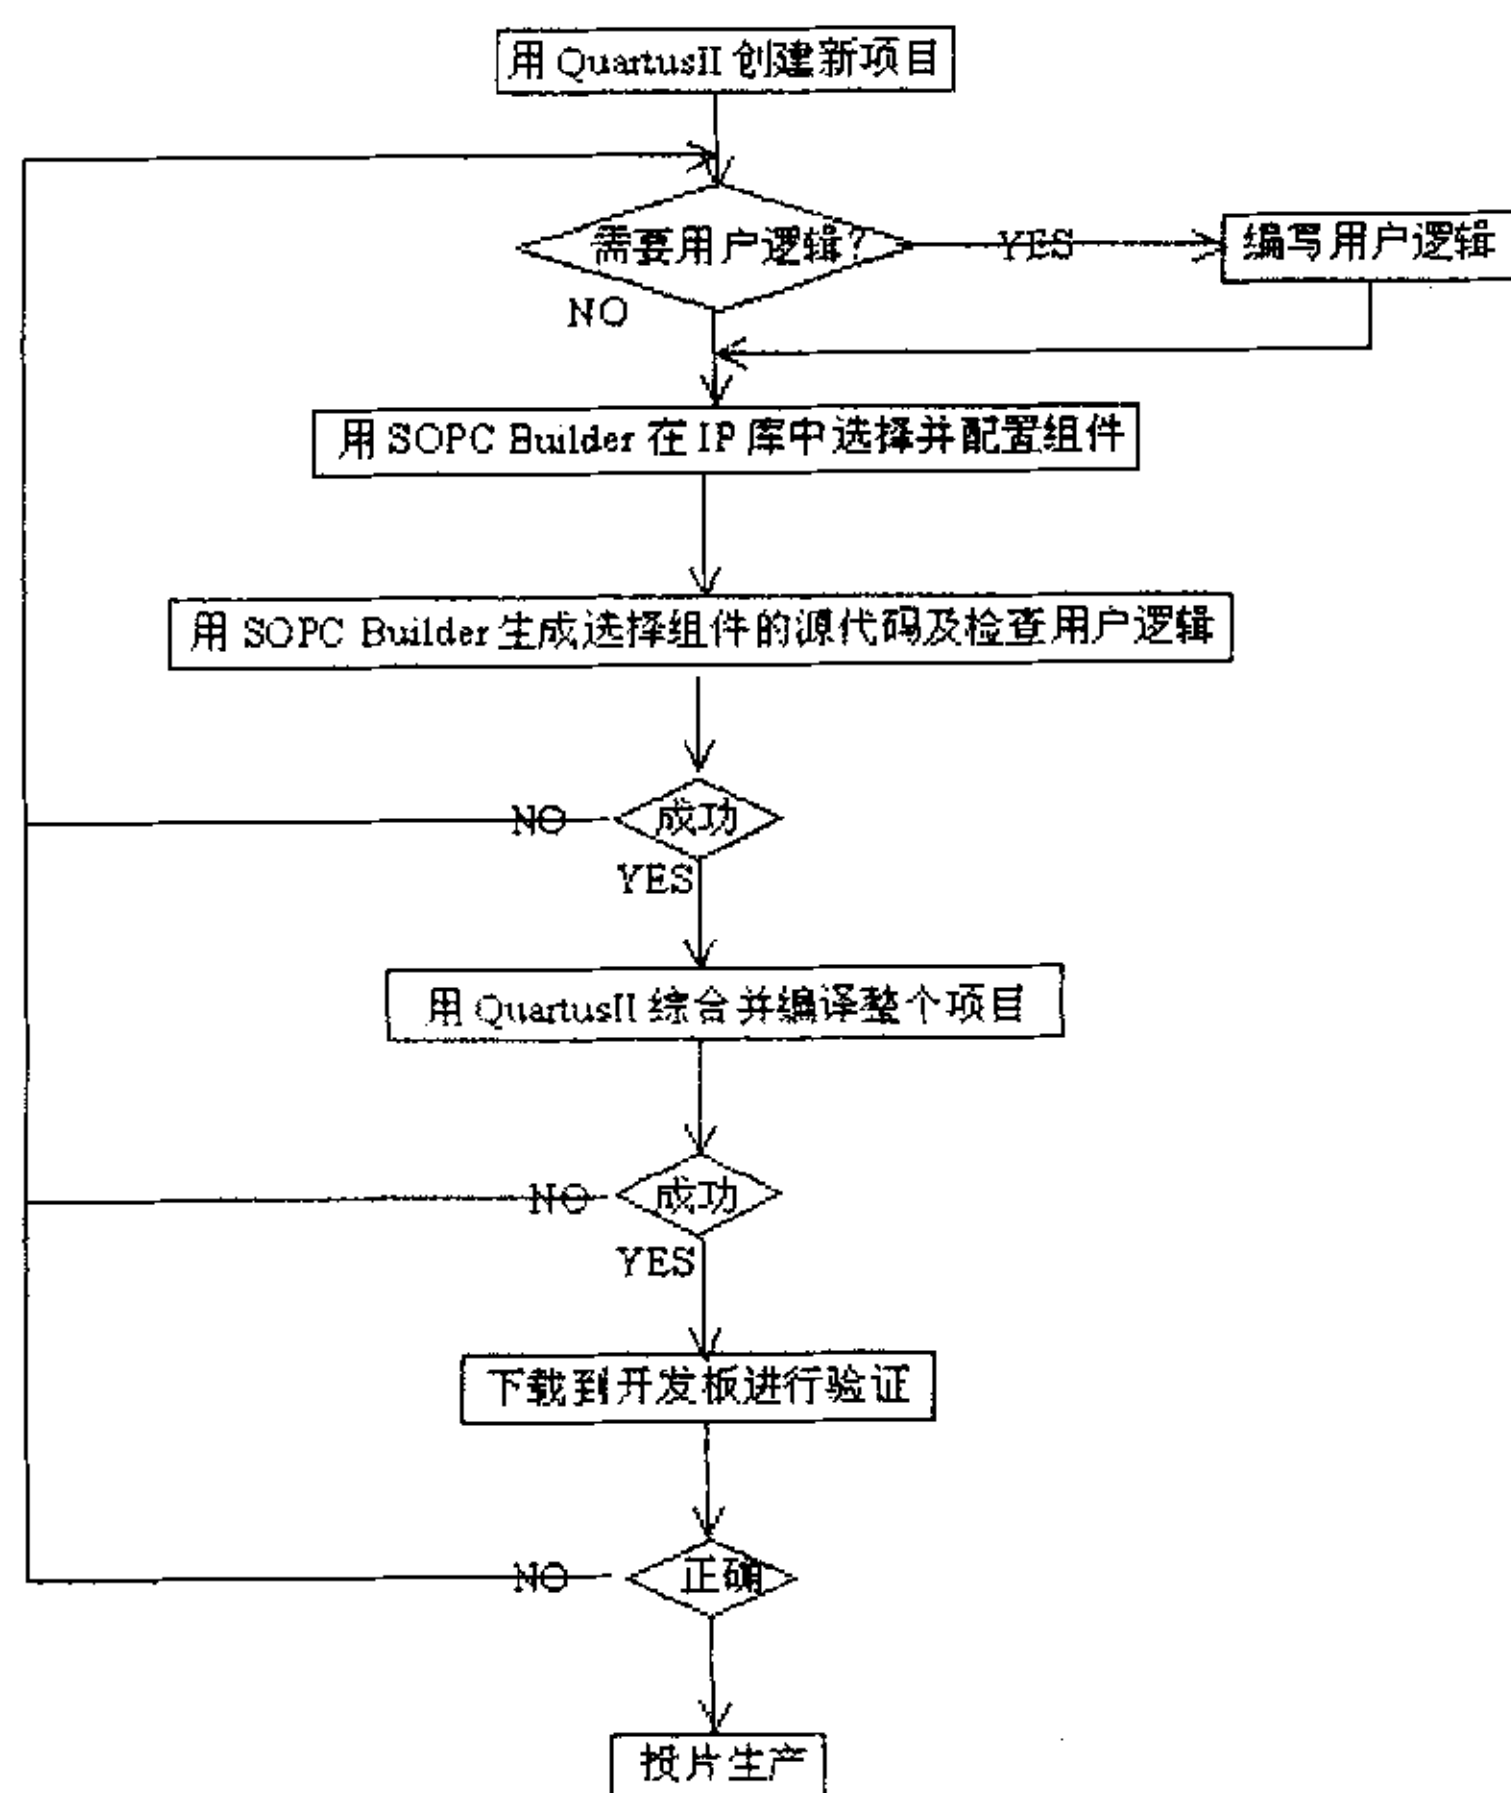 用 QuartusII 创建新项目
需要用户逻辑?
YES
编写用户逻辑
NO
用 SOPC Builder 在 IP 库中选择并配置组件
用 SOPC Builder 生成选择组件的源代码及检查用户逻辑
NO
成功
YES
用 QuartusII 综合并编译整个项目
NO
成功
YES
下载到开发板进行验证
NO
正确
投片生产